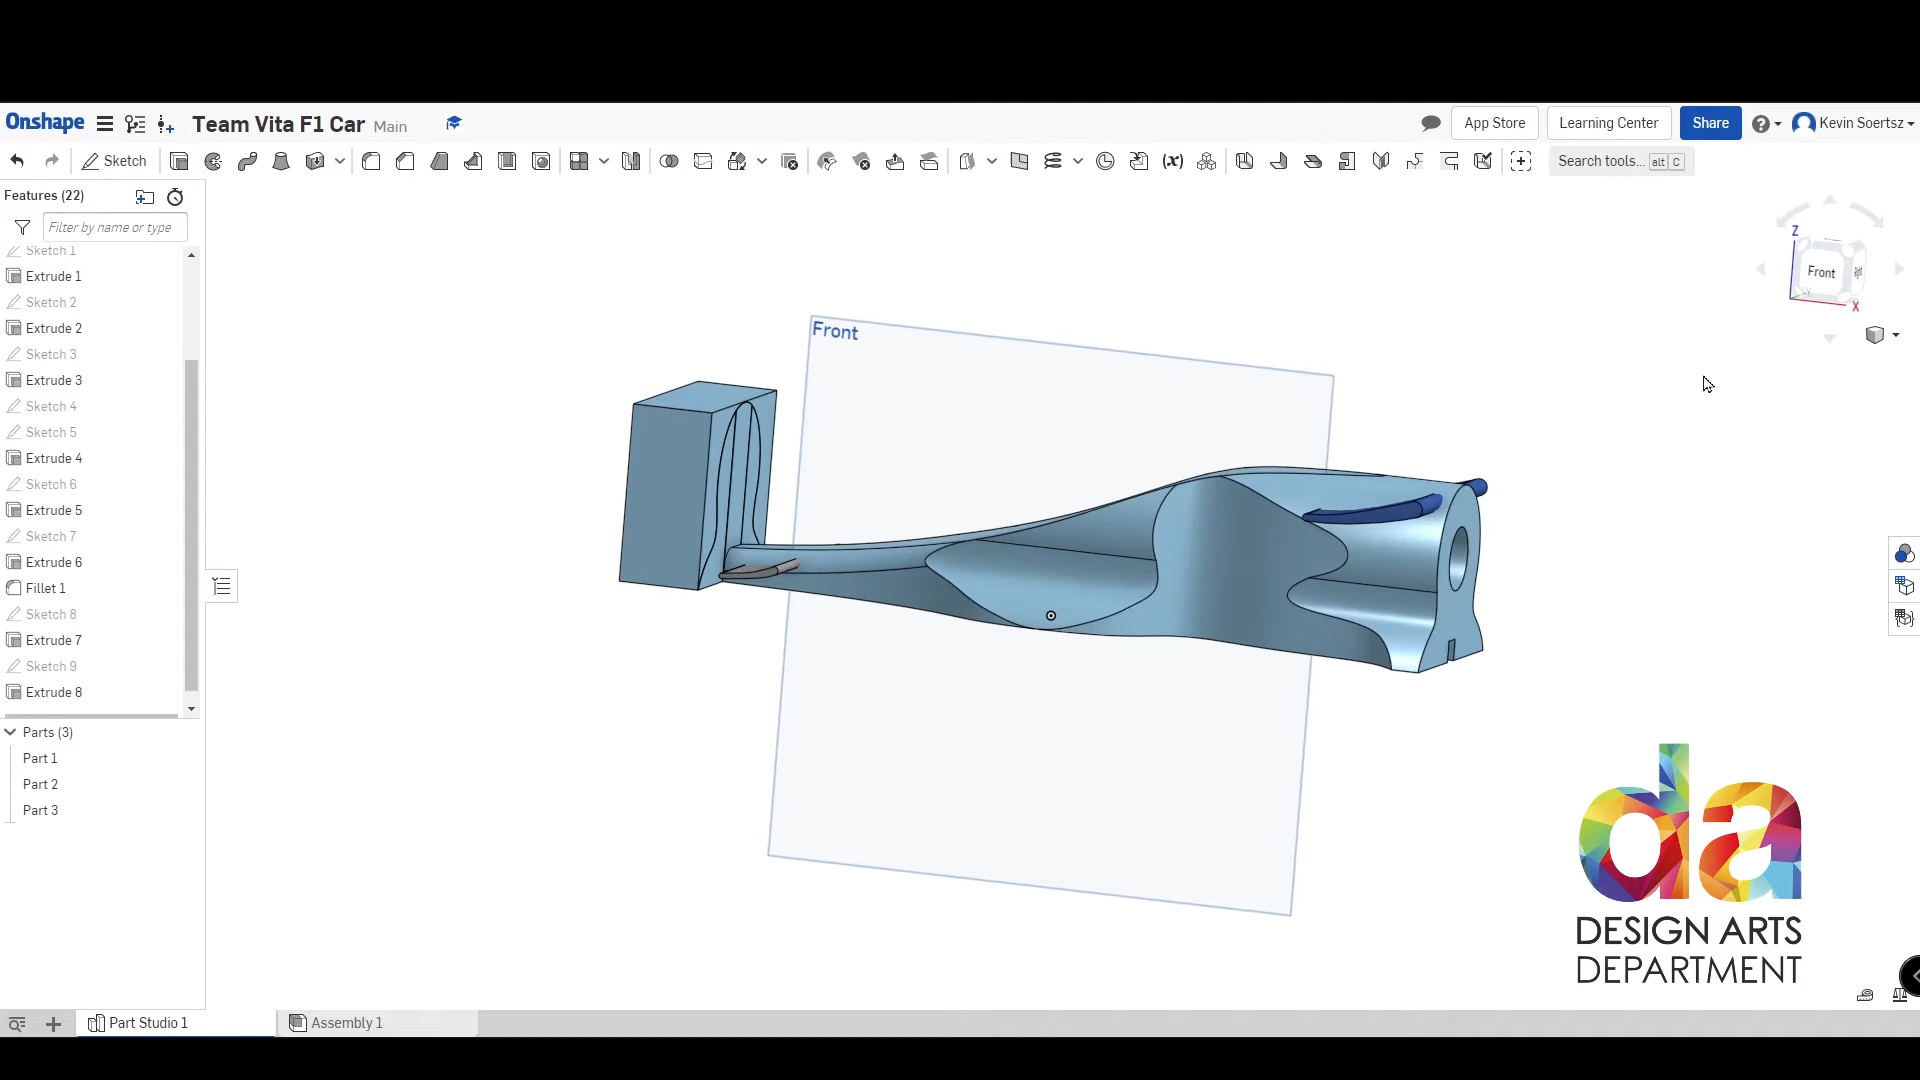 Onshape Team Vita F1 Car Main App Store Learning Center Share Kevin Soertsz
Sketch Search tools... alt C
Features (22)
Filter by name or type
Sketch 1
Extrude 1
Sketch 2
Extrude 2
Sketch 3
Extrude 3
Sketch 4
Sketch 5
Extrude 4
Sketch 6
Extrude 5
Sketch 7
Extrude 6
Fillet 1
Sketch 8
Extrude 7
Sketch 9
Extrude 8
Parts (3)
Part 1
Part 2
Part 3
Front
Z
Front Right
X
da
DESIGN ARTS
DEPARTMENT
Part Studio 1 Assembly 1